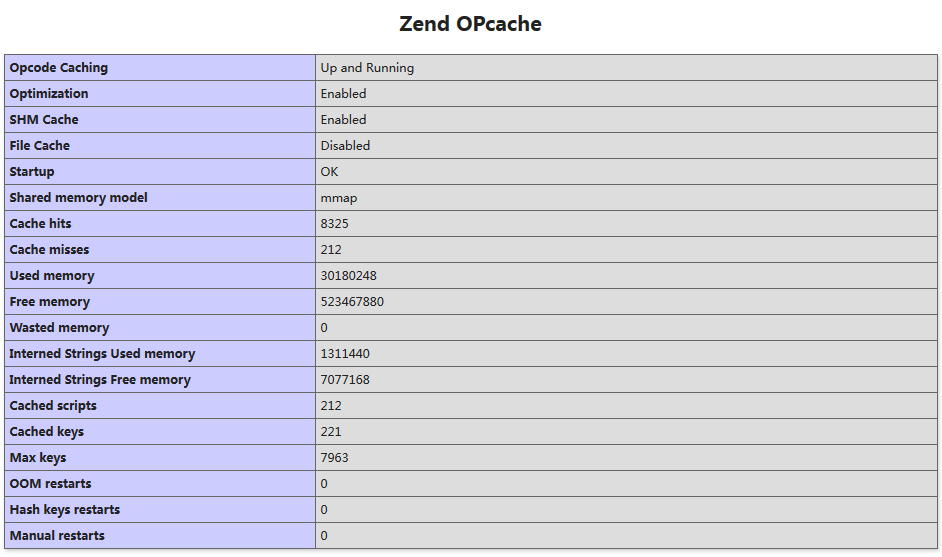 Zend OPcache
Opcode Caching Up and Running
Optimization Enabled
SHM Cache Enabled
File Cache Disabled
Startup OK
Shared memory model mmap
Cache hits 8325
Cache misses 212
Used memory 30180248
Free memory 523467880
Wasted memory 0
Interned Strings Used memory 1311440
Interned Strings Free memory 7077168
Cached scripts 212
Cached keys 221
Max keys 7963
OOM restarts 0
Hash keys restarts 0
Manual restarts 0